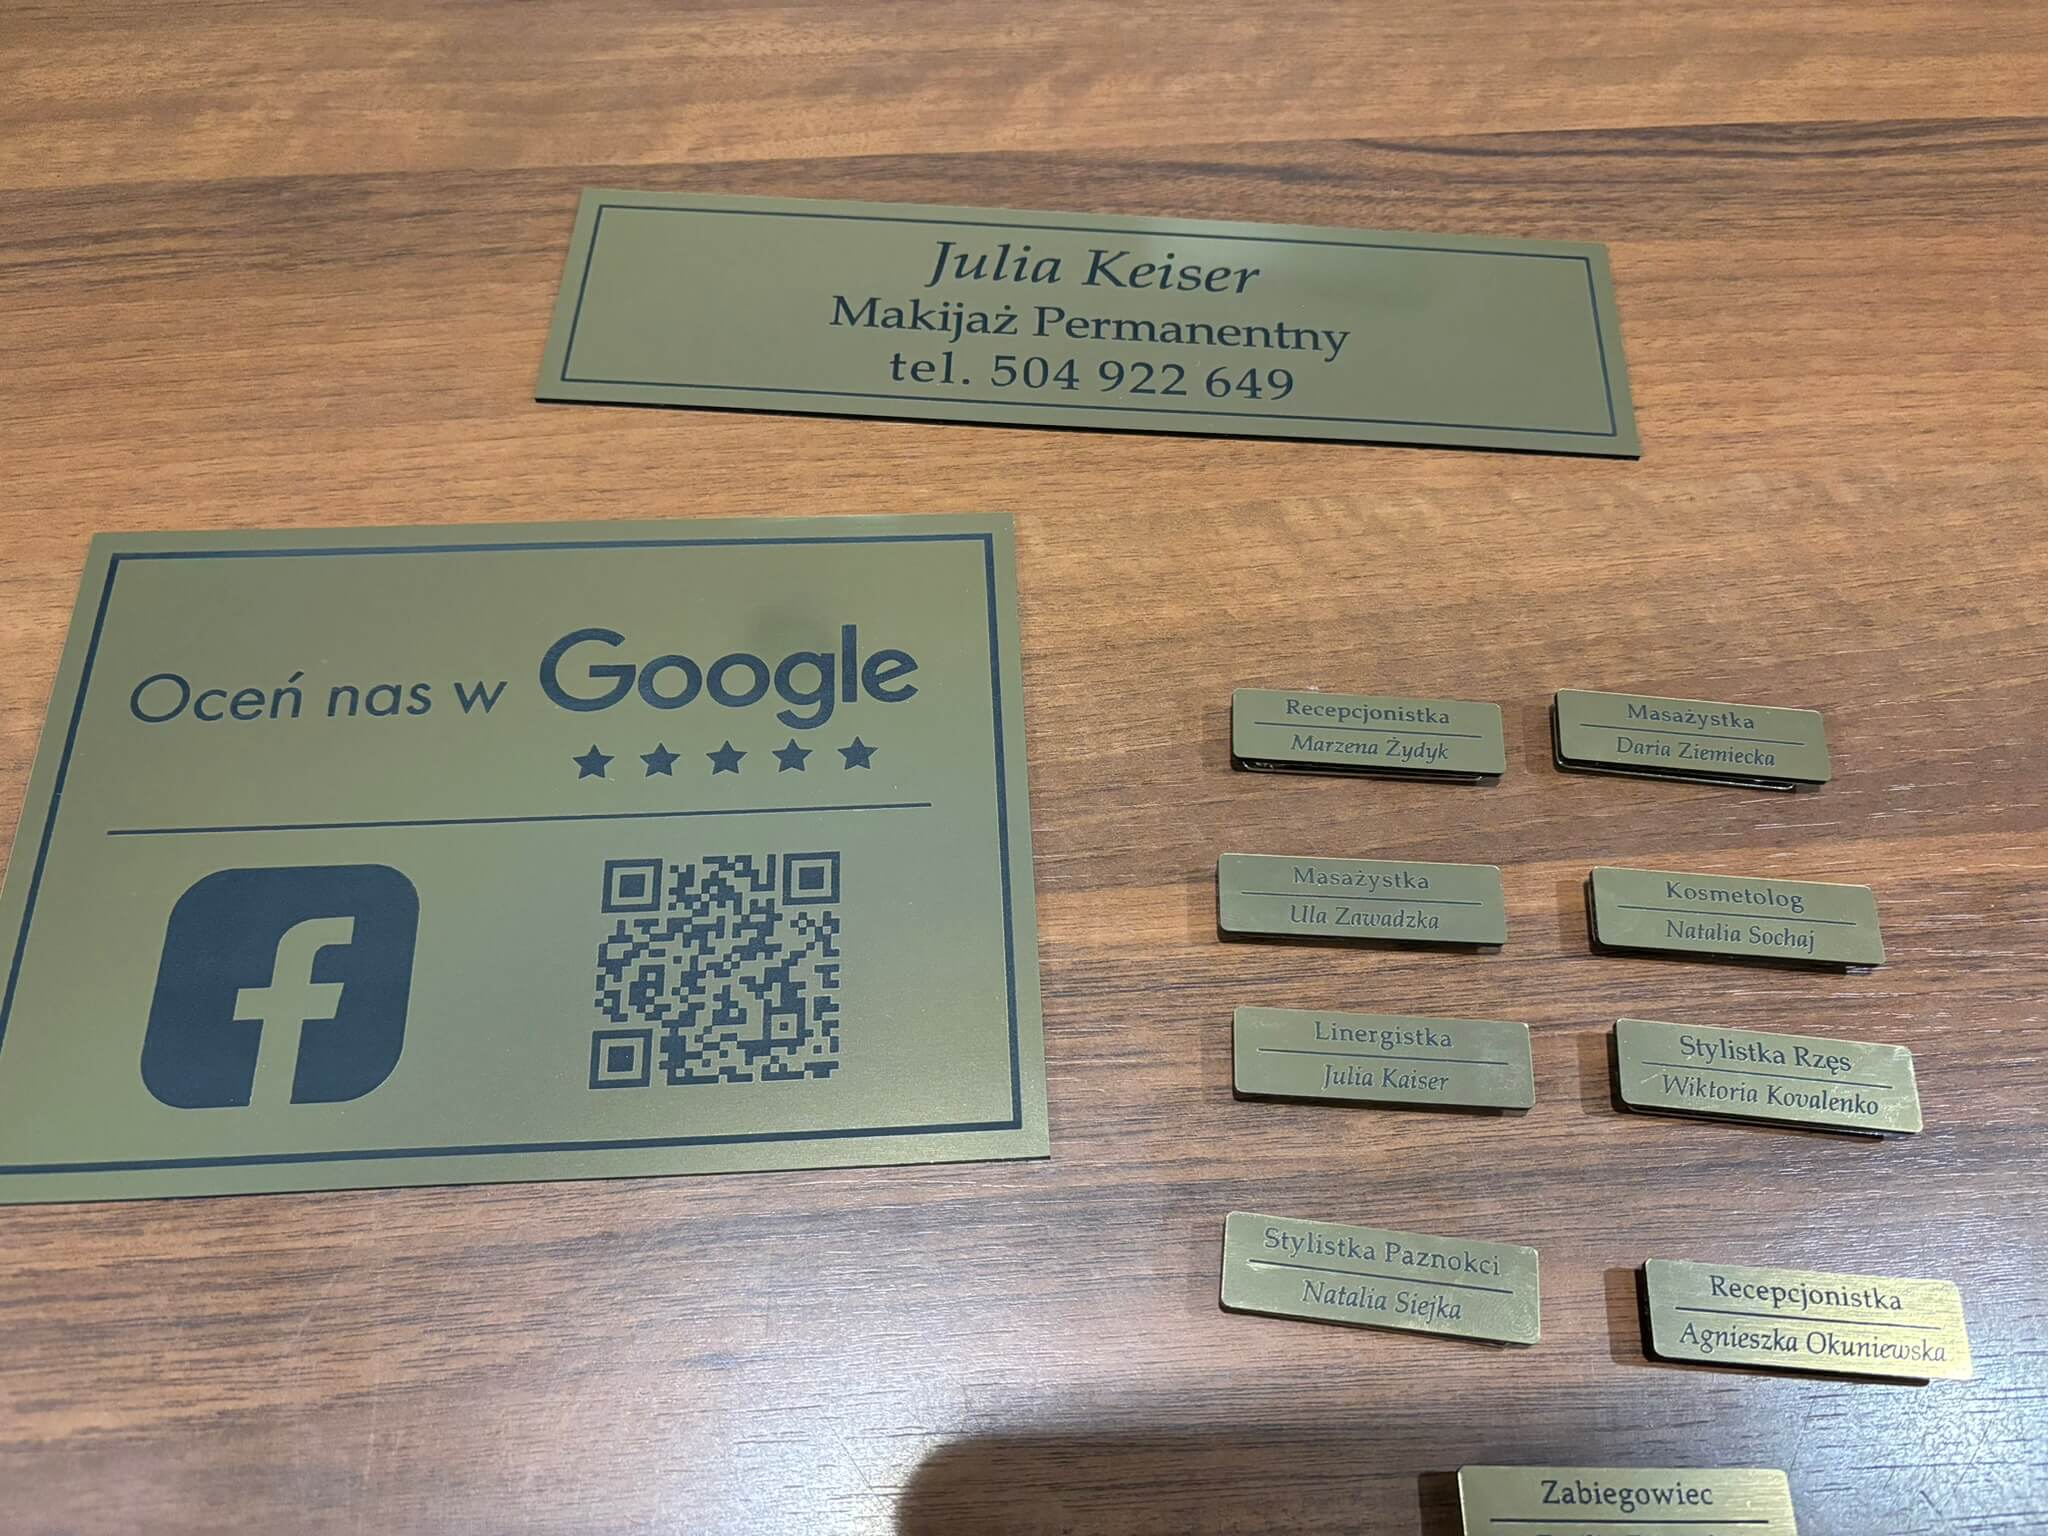 Julia Keiser
Makijaż Permanentny
tel. 504 922 649
Oceń nas w Google
Recepcjonistka
Marzena Żydyk
Masażystka
Daria Ziemiecka
Masażystka
Ula Zawadzka
Kosmetolog
Natalia Sochaj
Linergistka
Julia Kaiser
Stylistka Rzęs
Wiktoria Kovalenko
Stylistka Paznokci
Natalia Siejka
Recepcjonistka
Agnieszka Okuniewska
Zabiegowiec